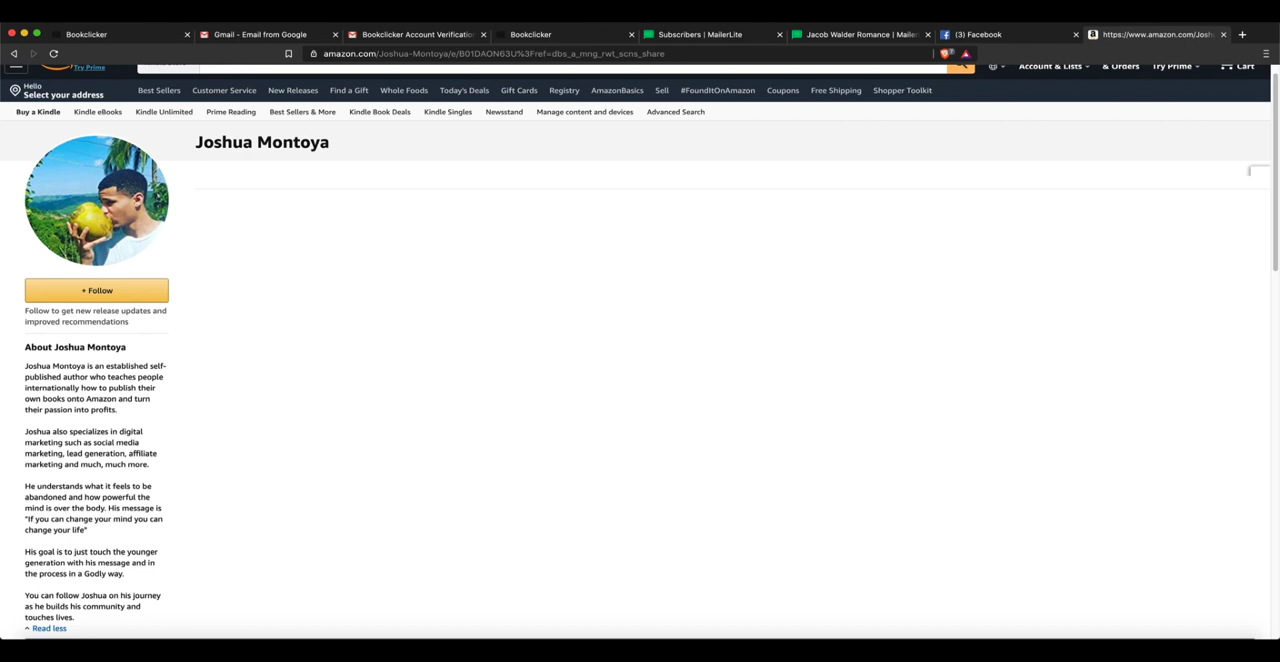 Bookclicker
Gmail - Email from Google
Bookclicker Account Verificatio
Bookclicker
Subscribers | MailerLite
Jacob Walder Romance | Mailer
(3) Facebook
https://www.amazon.com/Josh
amazon.com/Joshua-Montoya/e/B01DAON63U%3Fref=dbs_a_mng_rwt_scns_share
Try Prime
Account & Lists
& Orders
Try Prime
Cart
Hello
Select your address
Best Sellers
Customer Service
New Releases
Find a Gift
Whole Foods
Today's Deals
Gift Cards
Registry
AmazonBasics
Sell
#FoundItOnAmazon
Coupons
Free Shipping
Shopper Toolkit
Buy a Kindle
Kindle eBooks
Kindle Unlimited
Prime Reading
Best Sellers & More
Kindle Book Deals
Kindle Singles
Newsstand
Manage content and devices
Advanced Search
Joshua Montoya
+ Follow
Follow to get new release updates and
improved recommendations
About Joshua Montoya
Joshua Montoya is an established self-
published author who teaches people
internationally how to publish their
own books onto Amazon and turn
their passion into profits.
Joshua also specializes in digital
marketing such as social media
marketing, lead generation, affiliate
marketing and much, much more.
He understands what it feels to be
abandoned and how powerful the
mind is over the body. His message is
"If you can change your mind you can
change your life"
His goal is to just touch the younger
generation with his message and in
the process in a Godly way.
You can follow Joshua on his journey
as he builds his community and
touches lives.
Read less